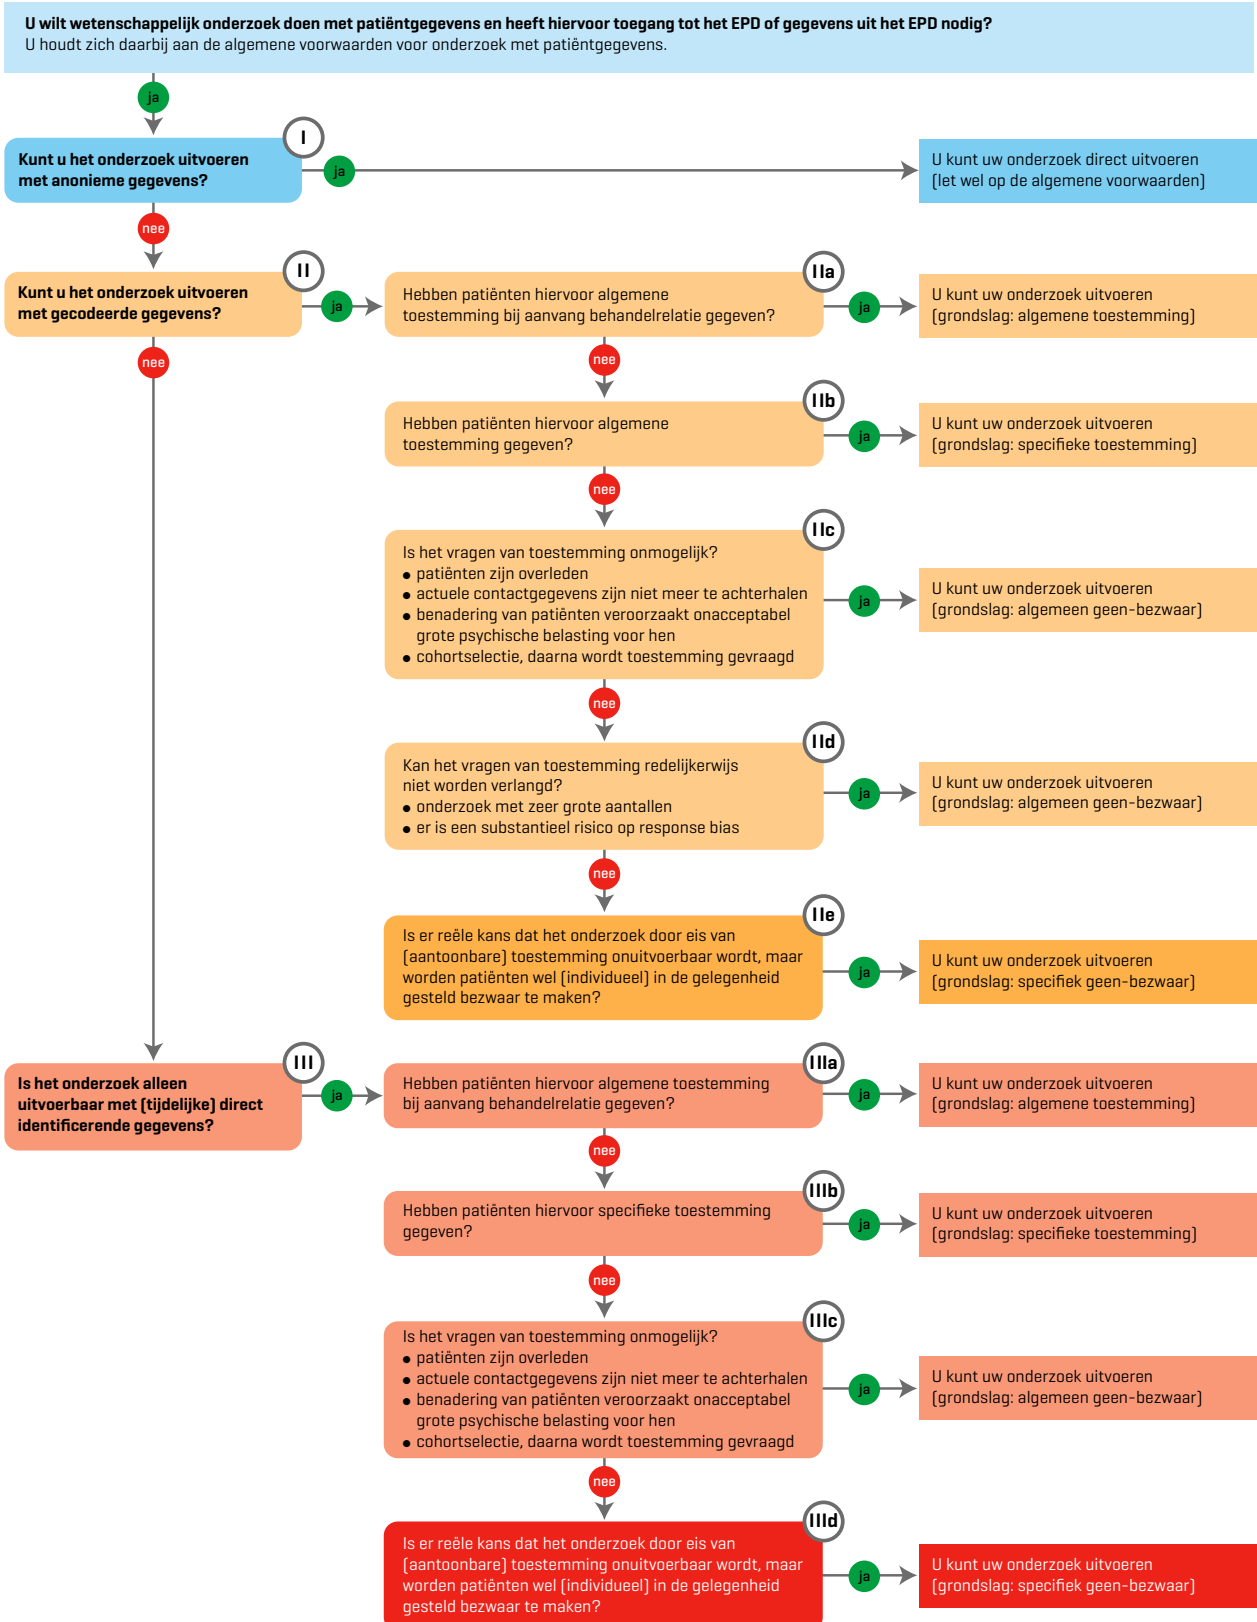 U wilt wetenschappelijk onderzoek doen met patiëntgegevens en heeft hiervoor toegang tot het EPD of gegevens uit het EPD nodig?
U houdt zich daarbij aan de algemene voorwaarden voor onderzoek met patiëntgegevens.
ja
I
Kunt u het onderzoek uitvoeren
met anonieme gegevens?
ja
U kunt uw onderzoek direct uitvoeren
(let wel op de algemene voorwaarden)
nee
II
Kunt u het onderzoek uitvoeren
met gecodeerde gegevens?
ja
IIa
Hebben patiënten hiervoor algemene
toestemming bij aanvang behandelrelatie gegeven?
ja
U kunt uw onderzoek uitvoeren
(grondslag: algemene toestemming)
nee
nee
IIb
Hebben patiënten hiervoor algemene
toestemming gegeven?
ja
U kunt uw onderzoek uitvoeren
(grondslag: specifieke toestemming)
nee
IIc
Is het vragen van toestemming onmogelijk?
• patiënten zijn overleden
• actuele contactgegevens zijn niet meer te achterhalen
• benadering van patiënten veroorzaakt onacceptabel
grote psychische belasting voor hen
• cohortselectie, daarna wordt toestemming gevraagd
ja
U kunt uw onderzoek uitvoeren
(grondslag: algemeen geen-bezwaar)
nee
IId
Kan het vragen van toestemming redelijkerwijs
niet worden verlangd?
• onderzoek met zeer grote aantallen
• er is een substantieel risico op response bias
ja
U kunt uw onderzoek uitvoeren
(grondslag: algemeen geen-bezwaar)
nee
IIe
Is er reële kans dat het onderzoek door eis van
(aantoonbare) toestemming onuitvoerbaar wordt, maar
worden patiënten wel (individueel) in de gelegenheid
gesteld bezwaar te maken?
ja
U kunt uw onderzoek uitvoeren
(grondslag: specifiek geen-bezwaar)
III
Is het onderzoek alleen
uitvoerbaar met (tijdelijke) direct
identificerende gegevens?
ja
IIIa
Hebben patiënten hiervoor algemene toestemming
bij aanvang behandelrelatie gegeven?
ja
U kunt uw onderzoek uitvoeren
(grondslag: algemene toestemming)
nee
IIIb
Hebben patiënten hiervoor specifieke toestemming
gegeven?
ja
U kunt uw onderzoek uitvoeren
(grondslag: specifieke toestemming)
nee
IIIc
Is het vragen van toestemming onmogelijk?
• patiënten zijn overleden
• actuele contactgegevens zijn niet meer te achterhalen
• benadering van patiënten veroorzaakt onacceptabel
grote psychische belasting voor hen
• cohortselectie, daarna wordt toestemming gevraagd
ja
U kunt uw onderzoek uitvoeren
(grondslag: algemeen geen-bezwaar)
nee
IIId
Is er reële kans dat het onderzoek door eis van
(aantoonbare) toestemming onuitvoerbaar wordt, maar
worden patiënten wel (individueel) in de gelegenheid
gesteld bezwaar te maken?
ja
U kunt uw onderzoek uitvoeren
(grondslag: specifiek geen-bezwaar)